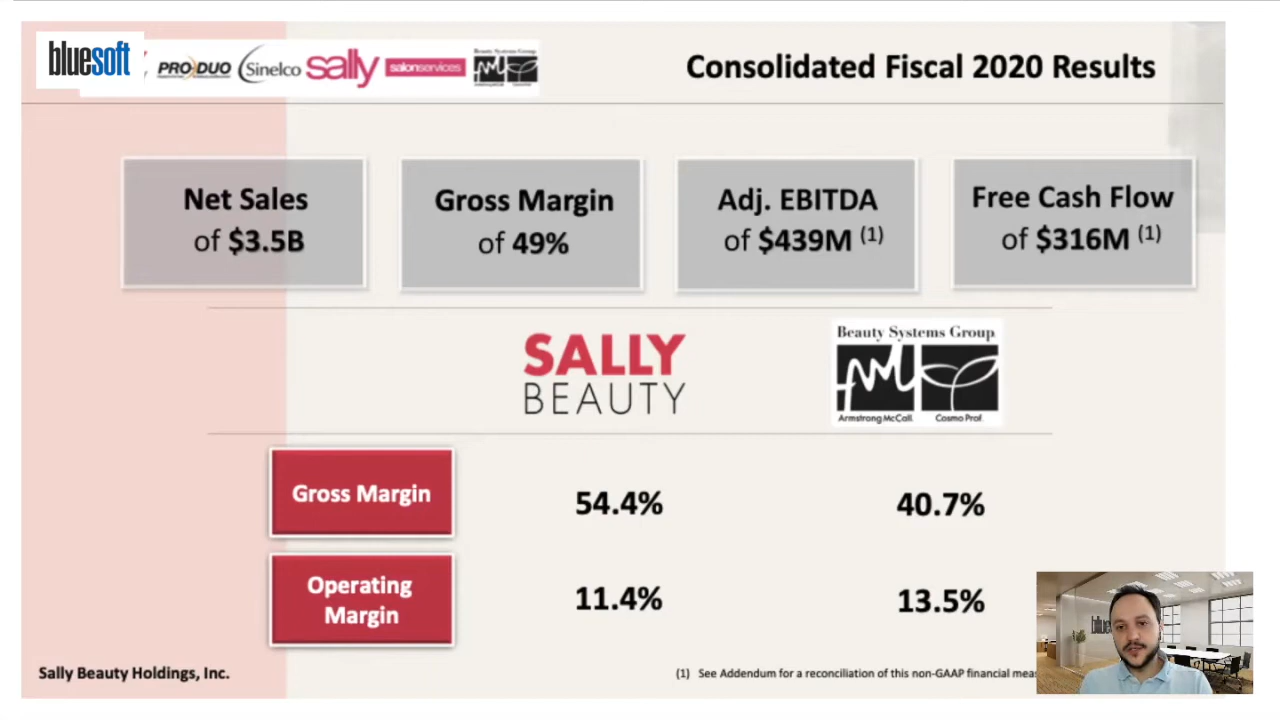 bluesoft
PRO-DUO
Sinelco
sally
salonservices
Beauty Systems Group
Consolidated Fiscal 2020 Results
Net Sales
of $3.5B
Gross Margin
of 49%
Adj. EBITDA
of $439M (1)
Free Cash Flow
of $316M (1)
SALLY
BEAUTY
Beauty Systems Group
Armstrong McCall
Cosmo Prof.
Gross Margin
54.4%
40.7%
Operating
Margin
11.4%
13.5%
Sally Beauty Holdings, Inc.
(1) See Addendum for a reconciliation of this non-GAAP financial